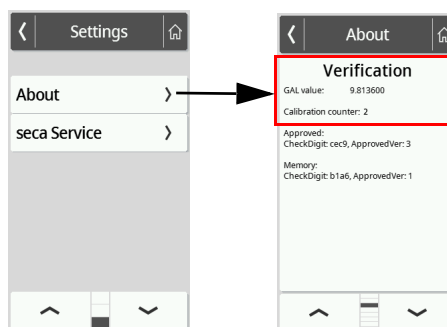 Settings
About
seca Service
About
Verification
GAL value: 9.813600
Calibration counter: 2
Approved:
CheckDigit: cec9, ApprovedVer: 3
Memory:
CheckDigit: b1a6, ApprovedVer: 1